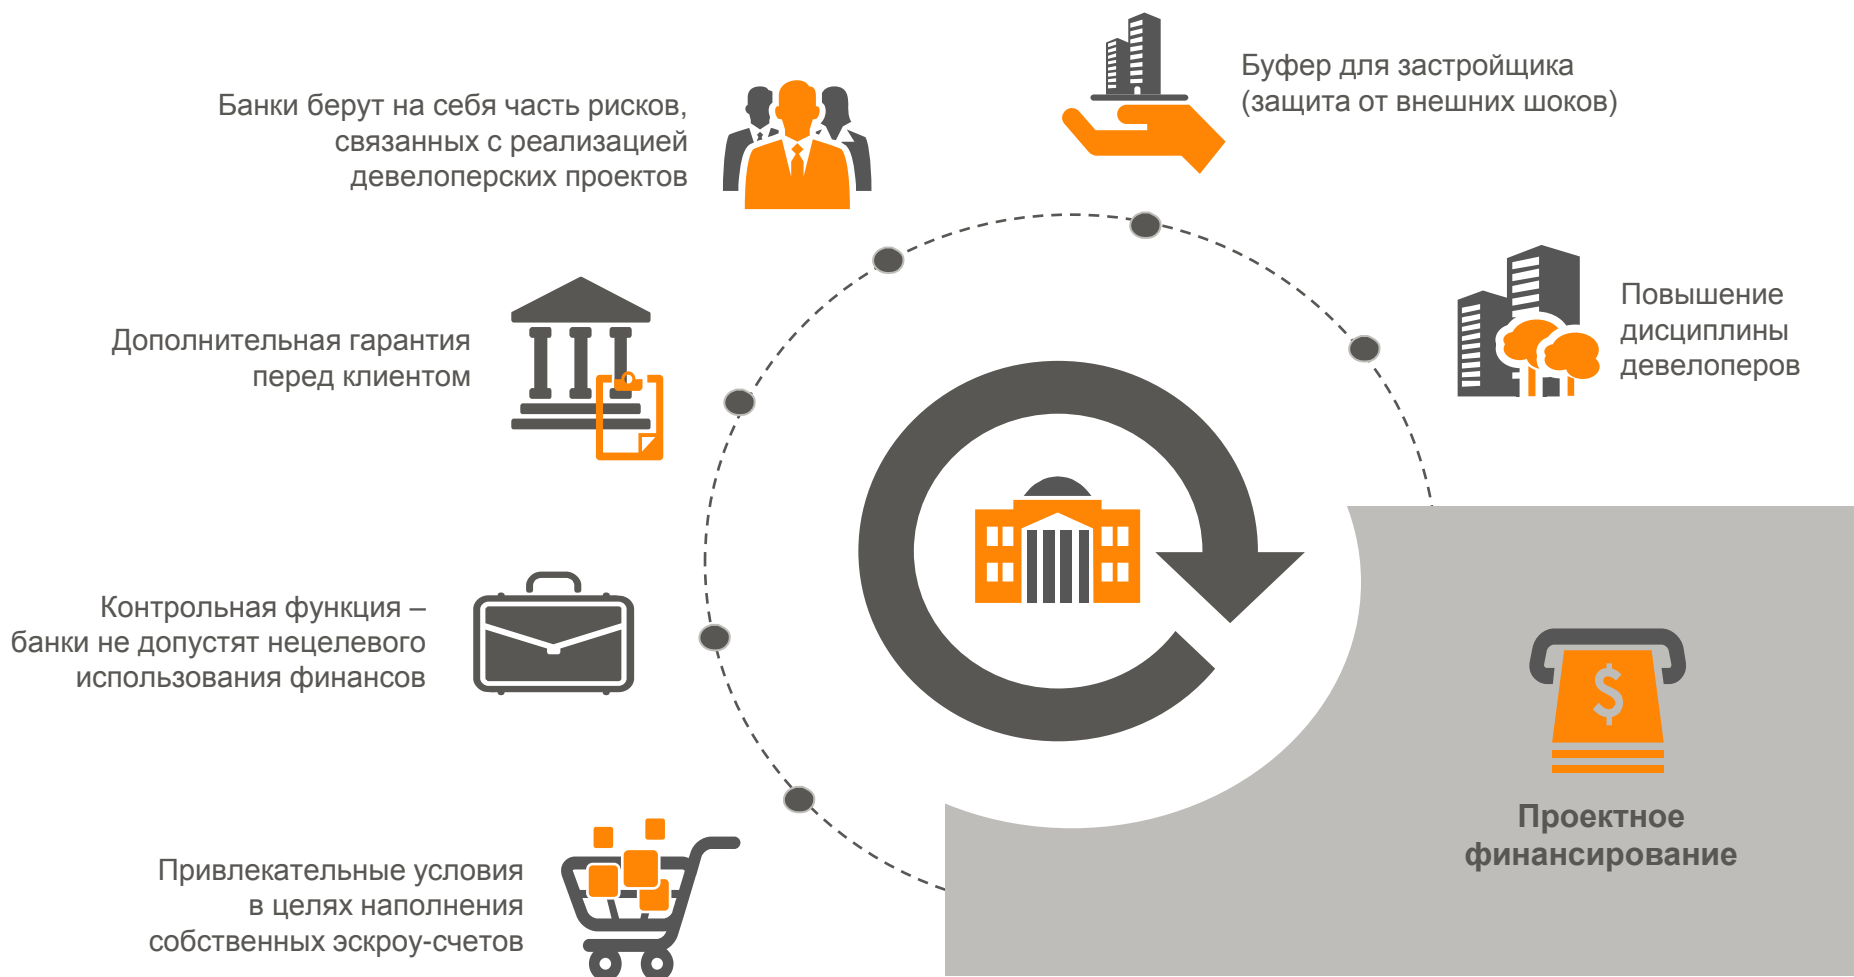 Буфер для застройщика
(защита от внешних шоков)
Банки берут на себя часть рисков,
связанных с реализацией
девелоперских проектов
Повышение
дисциплины
девелоперов
Дополнительная гарантия
перед клиентом
Контрольная функция –
банки не допустят нецелевого
использования финансов
$
Проектное
финансирование
Привлекательные условия
в целях наполнения
собственных эскроу-счетов